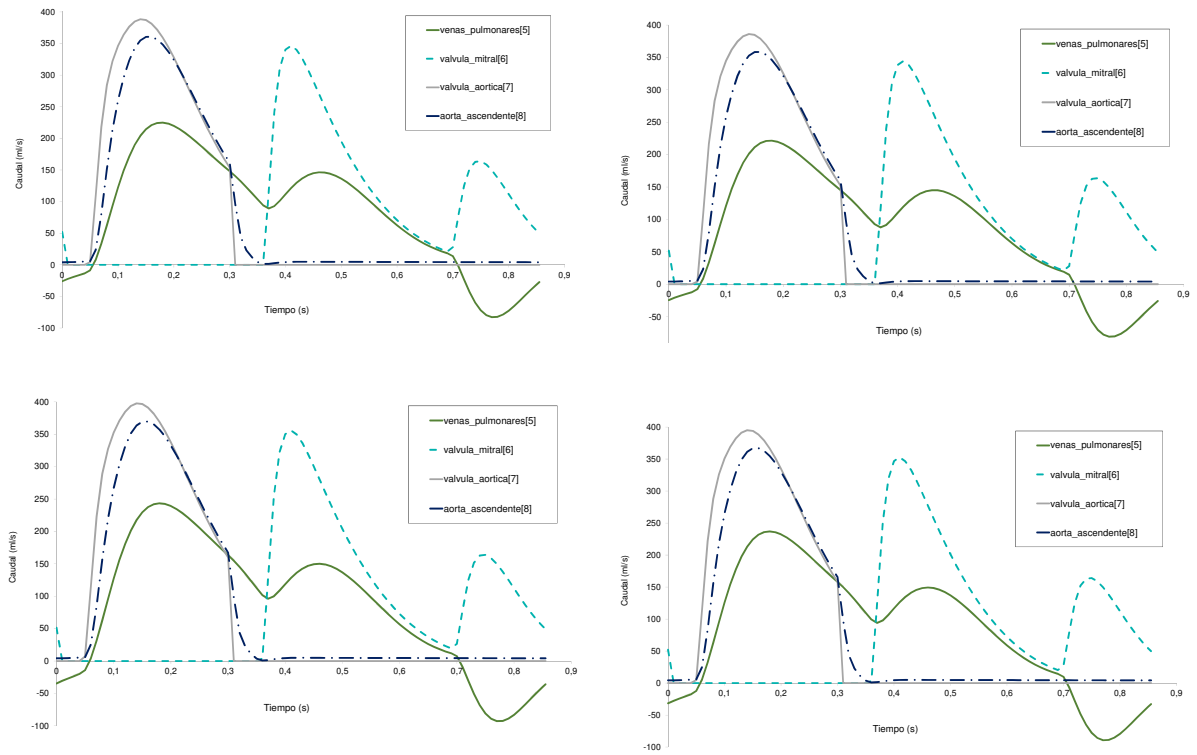 400
350
300
250
200
150
100
50
0
-50
-100
Caudal (ml/s)
0 0,1 0,2 0,3 0,4 0,5 0,6 0,7 0,8 0,9
Tiempo (s)
venas_pulmonares[5]
valvula_mitral[6]
valvula_aortica[7]
aorta_ascendente[8]
400
350
300
250
200
150
100
50
0
50
Caudal (ml/s)
0 0,1 0,2 0,3 0,4 0,5 0,6 0,7 0,8 0,9
Tiempo (s)
venas_pulmonares[5]
valvula_mitral[6]
valvula_aortica[7]
aorta_ascendente[8]
400
350
300
250
200
150
100
50
0
-50
-100
Caudal (ml/s)
0 0,1 0,2 0,3 0,4 0,5 0,6 0,7 0,8 0,9
Tiempo (s)
venas_pulmonares[5]
valvula_mitral[6]
valvula_aortica[7]
aorta_ascendente[8]
400
350
300
250
200
150
100
50
0
-50
-100
Caudal (ml/s)
0 0,1 0,2 0,3 0,4 0,5 0,6 0,7 0,8 0,9
Tiempo (s)
venas_pulmonares[5]
valvula_mitral[6]
valvula_aortica[7]
aorta_ascendente[8]